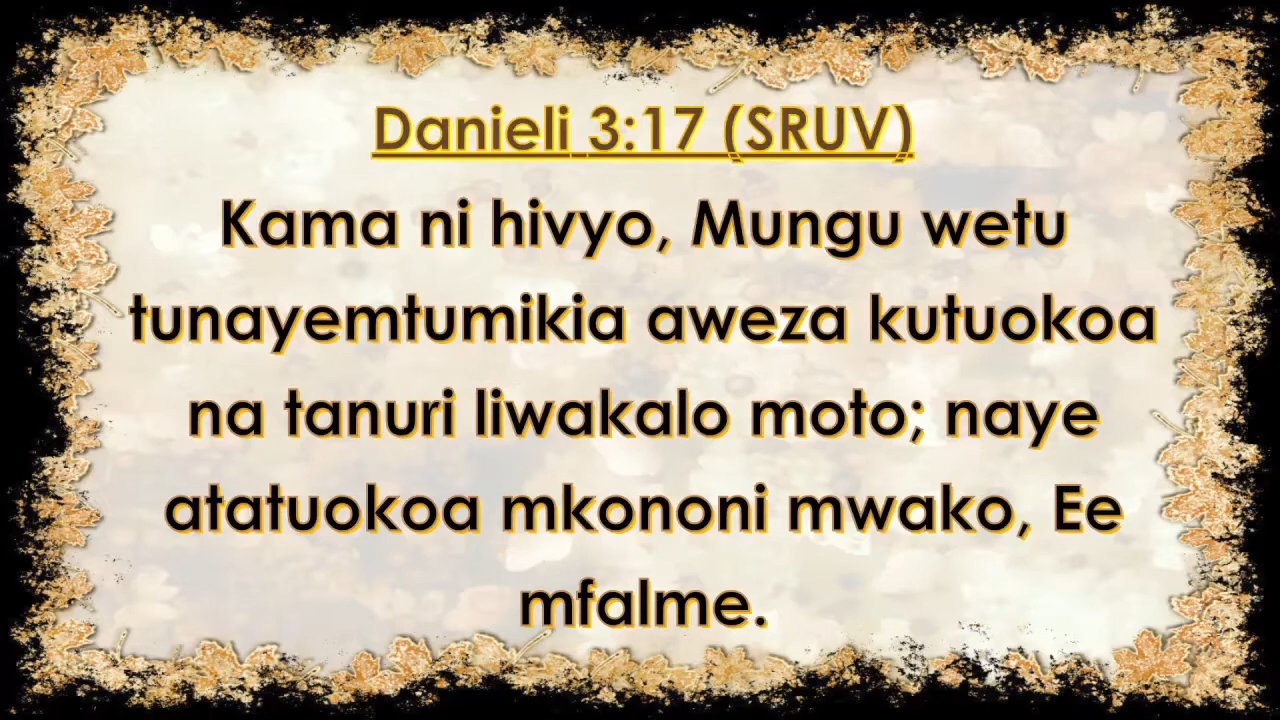 Danieli 3:17 (SRUV)
Kama ni hivyo, Mungu wetu
tunayemtumikia aweza kutuokoa
na tanuri liwakalo moto; naye
atatuokoa mkononi mwako, Ee
mfalme.